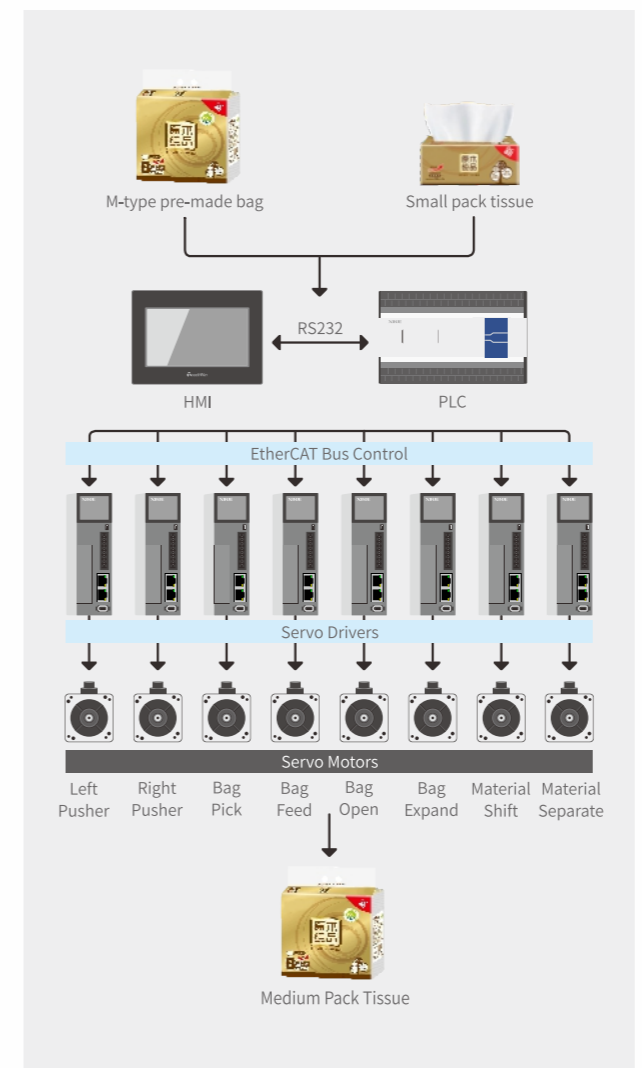 M-type pre-made bag
Small pack tissue
RS232
HMI
PLC
EtherCAT Bus Control
Servo Drivers
Servo Motors
Left
Pusher
Right
Pusher
Bag
Pick
Bag
Feed
Bag
Open
Bag
Expand
Material
Shift
Material
Separate
Medium Pack Tissue